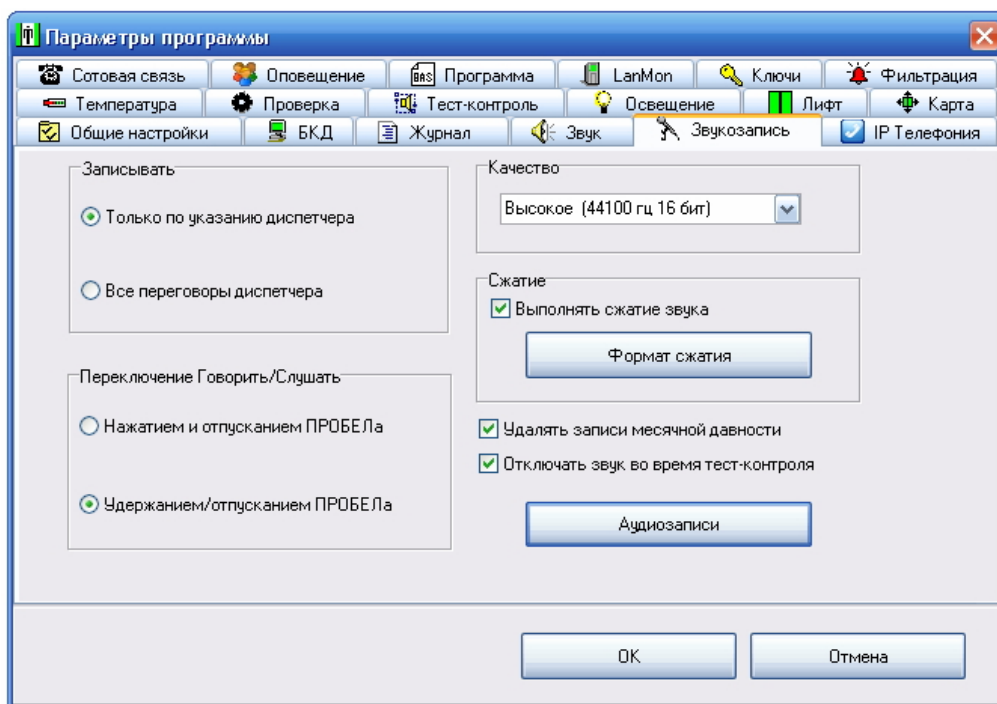 Параметры программы
Сотовая связь
Оповещение
Программа
LanMon
Ключи
Фильтрация
Температура
Проверка
Тест-контроль
Освещение
Лифт
Карта
Общие настройки
БКД
Журнал
Звук
Звукозапись
IP Телефония
Записывать
Только по указанию диспетчера
Все переговоры диспетчера
Переключение Говорить/Слушать
Нажатием и отпусканием ПРОБЕЛа
Удержанием/отпусканием ПРОБЕЛа
Качество
Высокое (44100 гц 16 бит)
Сжатие
Выполнять сжатие звука
Формат сжатия
Удалять записи месячной давности
Отключать звук во время тест-контроля
Аудиозаписи
OK
Отмена